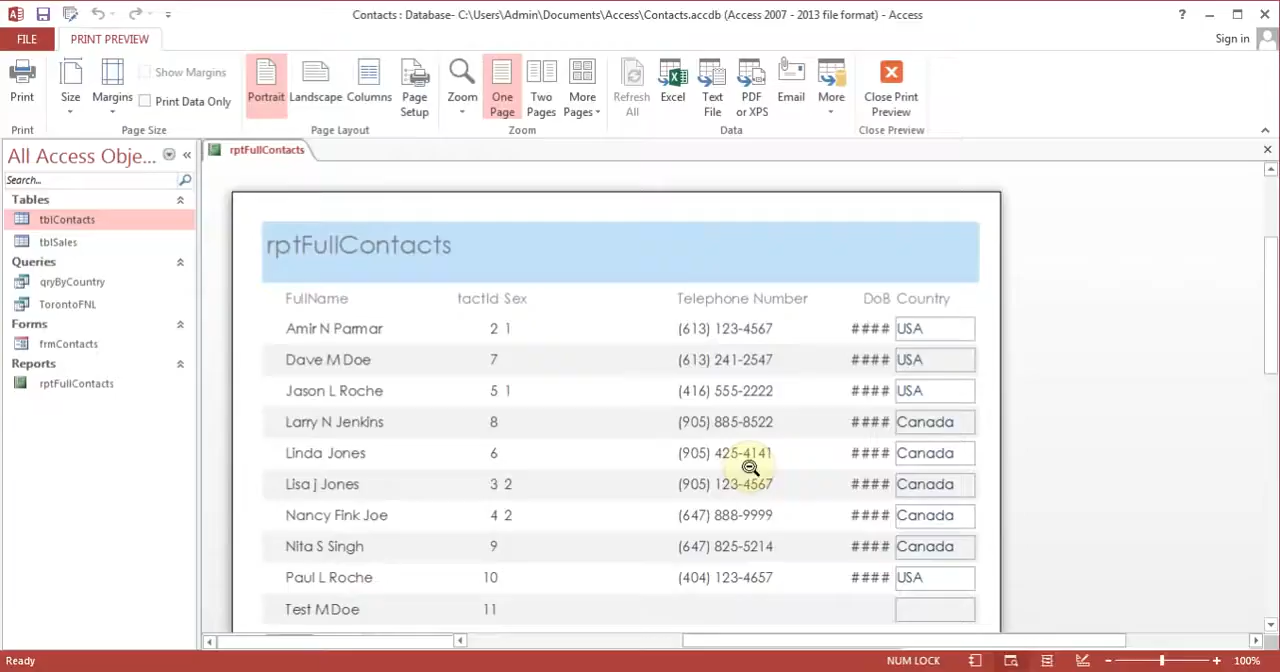 Contacts : Database- C:\Users\Admin\Documents\Access\Contacts.accdb (Access 2007 - 2013 file format) - Access
?
FILE
PRINT PREVIEW
Sign in
Print
Size
Margins
Show Margins
Print Data Only
Portrait
Landscape
Columns
Page Setup
Zoom
One Page
Two Pages
More Pages
Refresh All
Excel
Text File
PDF or XPS
Email
More
Close Print Preview
Print
Page Size
Page Layout
Zoom
Data
Close Preview
All Access Obje...
Search...
Tables
tblContacts
tblSales
Queries
qryByCountry
TorontoFNL
Forms
frmContacts
Reports
rptFullContacts
rptFullContacts
rptFullContacts
FullName tactId Sex Telephone Number DoB Country
Amir N Parmar 2 1 (613) 123-4567 #### USA
Dave M Doe 7 (613) 241-2547 #### USA
Jason L Roche 5 1 (416) 555-2222 #### USA
Larry N Jenkins 8 (905) 885-8522 #### Canada
Linda Jones 6 (905) 425-4141 #### Canada
Lisa j Jones 3 2 (905) 123-4567 #### Canada
Nancy Fink Joe 4 2 (647) 888-9999 #### Canada
Nita S Singh 9 (647) 825-5214 #### Canada
Paul L Roche 10 (404) 123-4657 #### USA
Test M Doe 11
Ready
NUM LOCK
100%